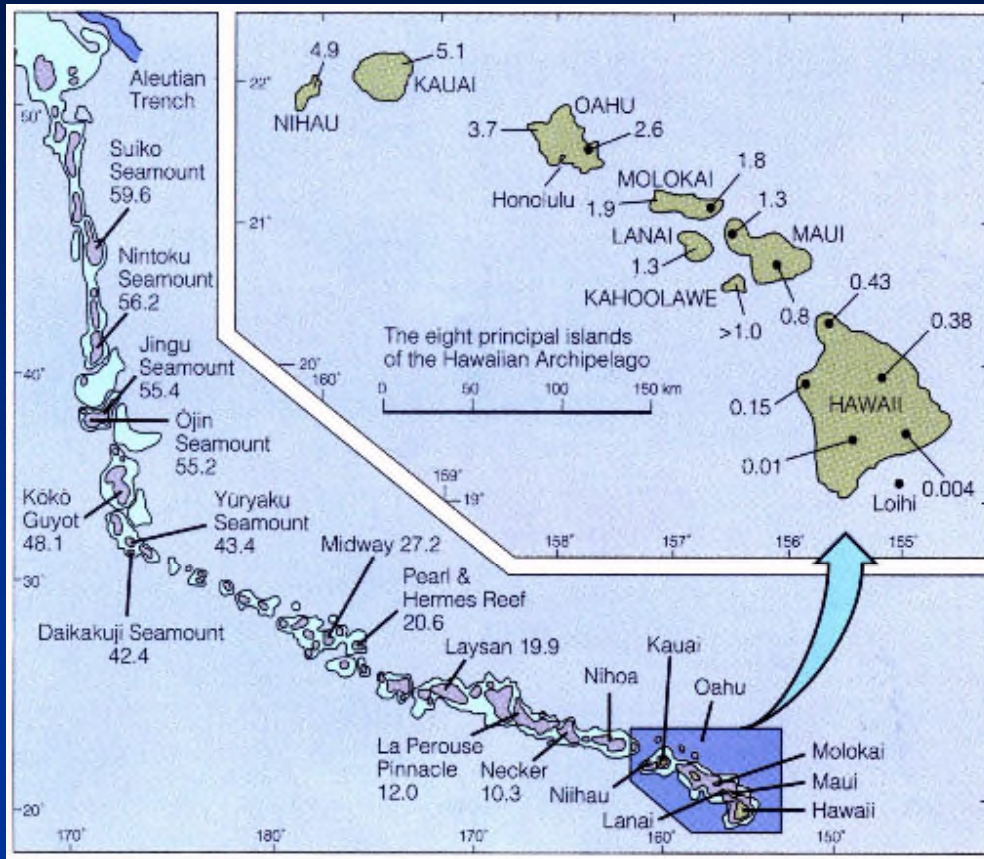 Aleutian
Trench
50°
Suiko
Seamount
59.6
Nintoku
Seamount
56.2
Jingu
Seamount
55.4
40°
Ōjin
Seamount
55.2
Kōkō
Guyot
48.1
Yūryaku
Seamount
43.4
30°
Daikakuji Seamount
42.4
Midway 27.2
Pearl &
Hermes Reef
20.6
Laysan 19.9
La Perouse
Pinnacle
12.0
Necker
10.3
Nihoa
Niihau
Kauai
Oahu
Molokai
Maui
Lanai
Hawaii
20°
170°
180°
170°
160°
150°
22°
4.9
NIHAU
5.1
KAUAI
OAHU
3.7
2.6
Honolulu
MOLOKAI
1.8
1.9
21°
LANAI
1.3
1.3
MAUI
KAHOOLAWE
>1.0
0.8
0.43
0.38
0.15
HAWAII
0.01
0.004
Loihi
The eight principal islands
of the Hawaiian Archipelago
0 50 100 150 km
20°
160°
159°
19°
158°
157°
156°
155°